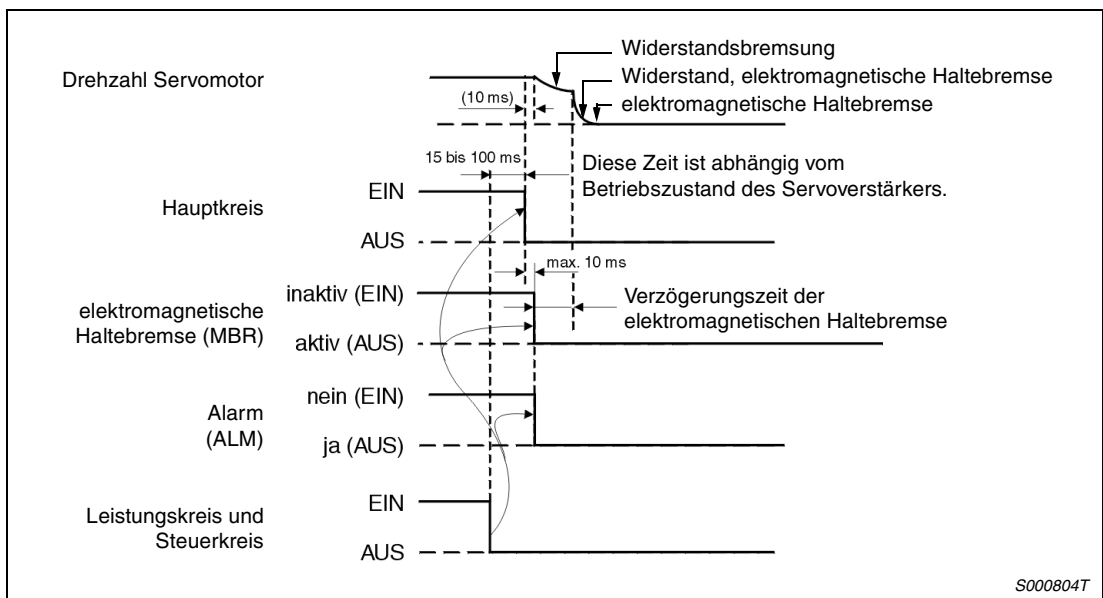 Drehzahl Servomotor
Widerstandsbremsung
Widerstand, elektromagnetische Haltebremse
elektromagnetische Haltebremse
(10 ms)
15 bis 100 ms
Diese Zeit ist abhängig vom
Betriebszustand des Servoverstärkers.
Hauptkreis
EIN
AUS
max. 10 ms
elektromagnetische
Haltebremse (MBR)
inaktiv (EIN)
aktiv (AUS)
Verzögerungszeit der
elektromagnetischen Haltebremse
Alarm
(ALM)
nein (EIN)
ja (AUS)
Leistungskreis und
Steuerkreis
EIN
AUS
S000804T